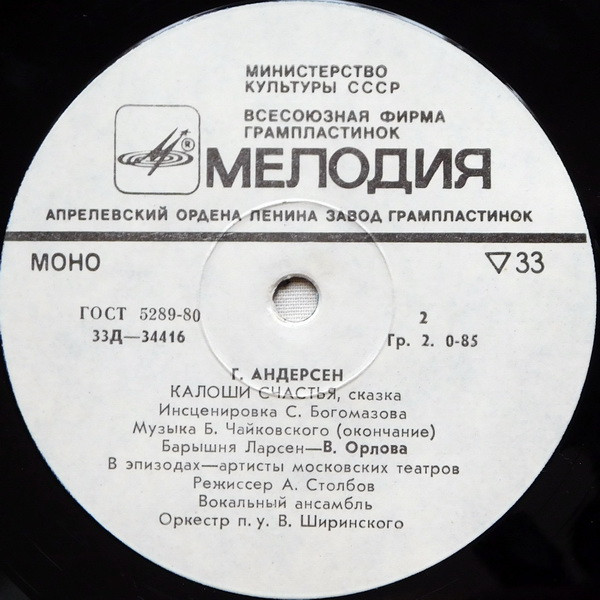 МИНИСТЕРСТВО
КУЛЬТУРЫ СССР
ВСЕСОЮЗНАЯ ФИРМА
ГРАМПЛАСТИНОК
®
МЕЛОДИЯ
АПРЕЛЕВСКИЙ ОРДЕНА ЛЕНИНА ЗАВОД ГРАМПЛАСТИНОК
МОНО
▽33
ГОСТ 5289-80
33Д—34416
2
Гр. 2. 0-85
Г. АНДЕРСЕН
КАЛОШИ СЧАСТЬЯ, сказка
Инсценировка С. Богомазова
Музыка Б. Чайковского (окончание)
Барышня Ларсен—В. Орлова
В эпизодах—артисты московских театров
Режиссер А. Столбов
Вокальный ансамбль
Оркестр п. у. В. Ширинского